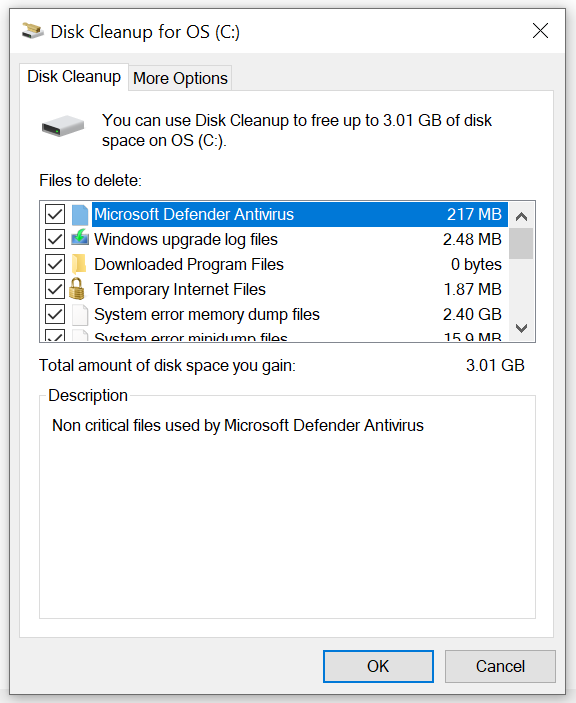 Disk Cleanup for OS (C:)
Disk Cleanup
More Options
You can use Disk Cleanup to free up to 3.01 GB of disk
space on OS (C:).
Files to delete:
Microsoft Defender Antivirus 217 MB
Windows upgrade log files 2.48 MB
Downloaded Program Files 0 bytes
Temporary Internet Files 1.87 MB
System error memory dump files 2.40 GB
System error minidump files 15.9 MB
Total amount of disk space you gain: 3.01 GB
Description
Non critical files used by Microsoft Defender Antivirus
OK
Cancel